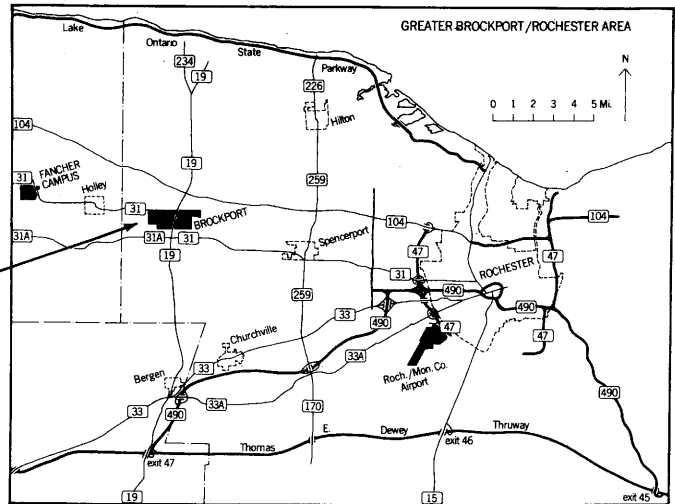 GREATER BROCKPORT/ROCHESTER AREA
Lake Ontario State Parkway
N
0 1 2 3 4 5 Mi.
234
19
226
Hilton
104
19
259
31
FANCHER CAMPUS
Holley
31
BROCKPORT
104
104
31A
31A
31
19
Spencerport
47
31
47
ROCHESTER
259
490
490
33
490
47
47
Churchville
33
33A
Roch./Mon. Co. Airport
Bergen
490
33
33A
490
170
Thomas E. Dewey Thruway
exit 47
exit 46
19
15
exit 45